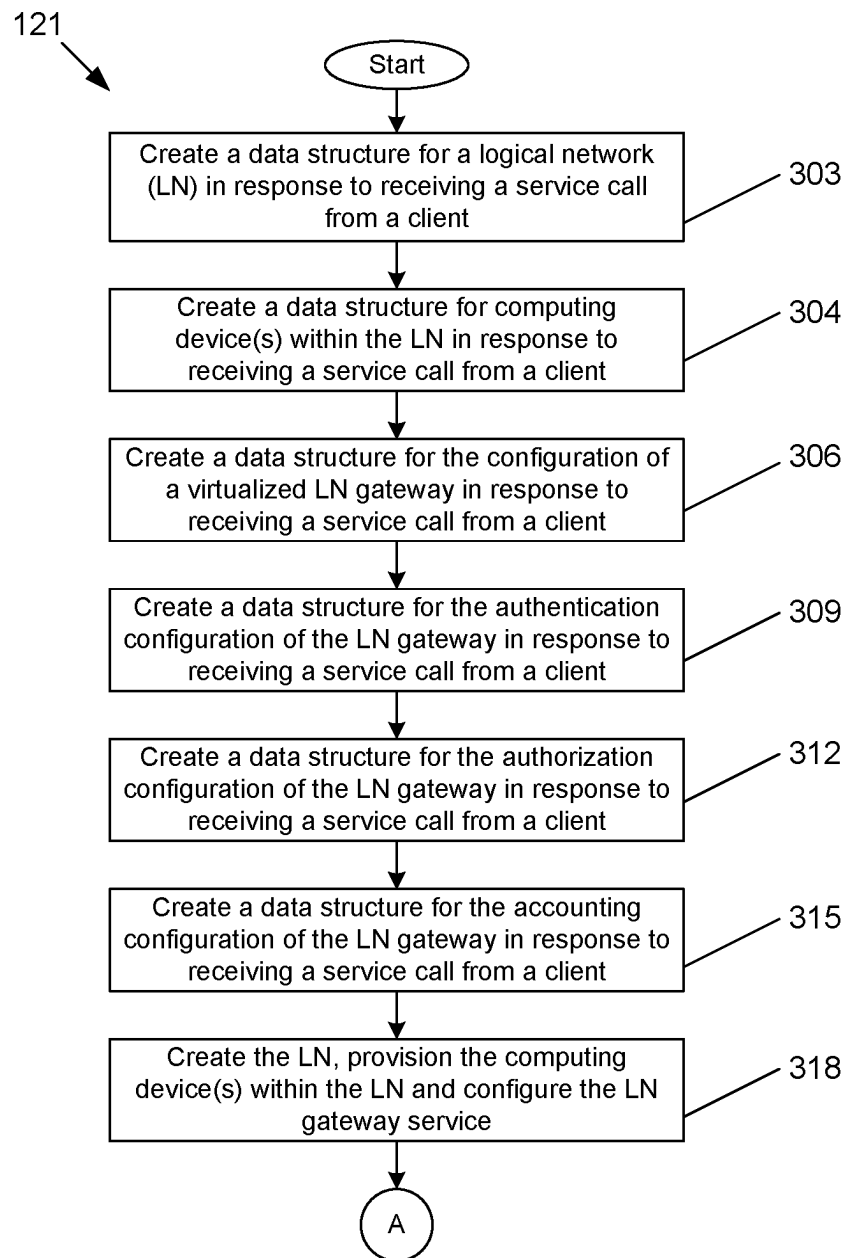 121
Start
Create a data structure for a logical network
(LN) in response to receiving a service call
from a client
303
Create a data structure for computing
device(s) within the LN in response to
receiving a service call from a client
304
Create a data structure for the configuration of
a virtualized LN gateway in response to
receiving a service call from a client
306
Create a data structure for the authentication
configuration of the LN gateway in response to
receiving a service call from a client
309
Create a data structure for the authorization
configuration of the LN gateway in response to
receiving a service call from a client
312
Create a data structure for the accounting
configuration of the LN gateway in response to
receiving a service call from a client
315
Create the LN, provision the computing
device(s) within the LN and configure the LN
gateway service
318
A